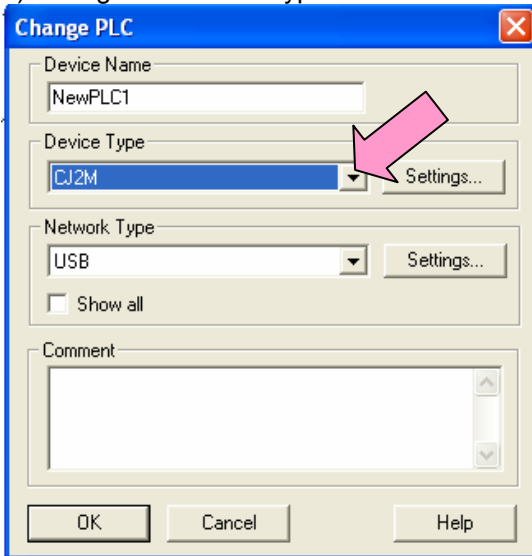 Change PLC
Device Name
NewPLC1
Device Type
CJ2M
Settings...
Network Type
USB
Settings...
Show all
Comment
OK
Cancel
Help